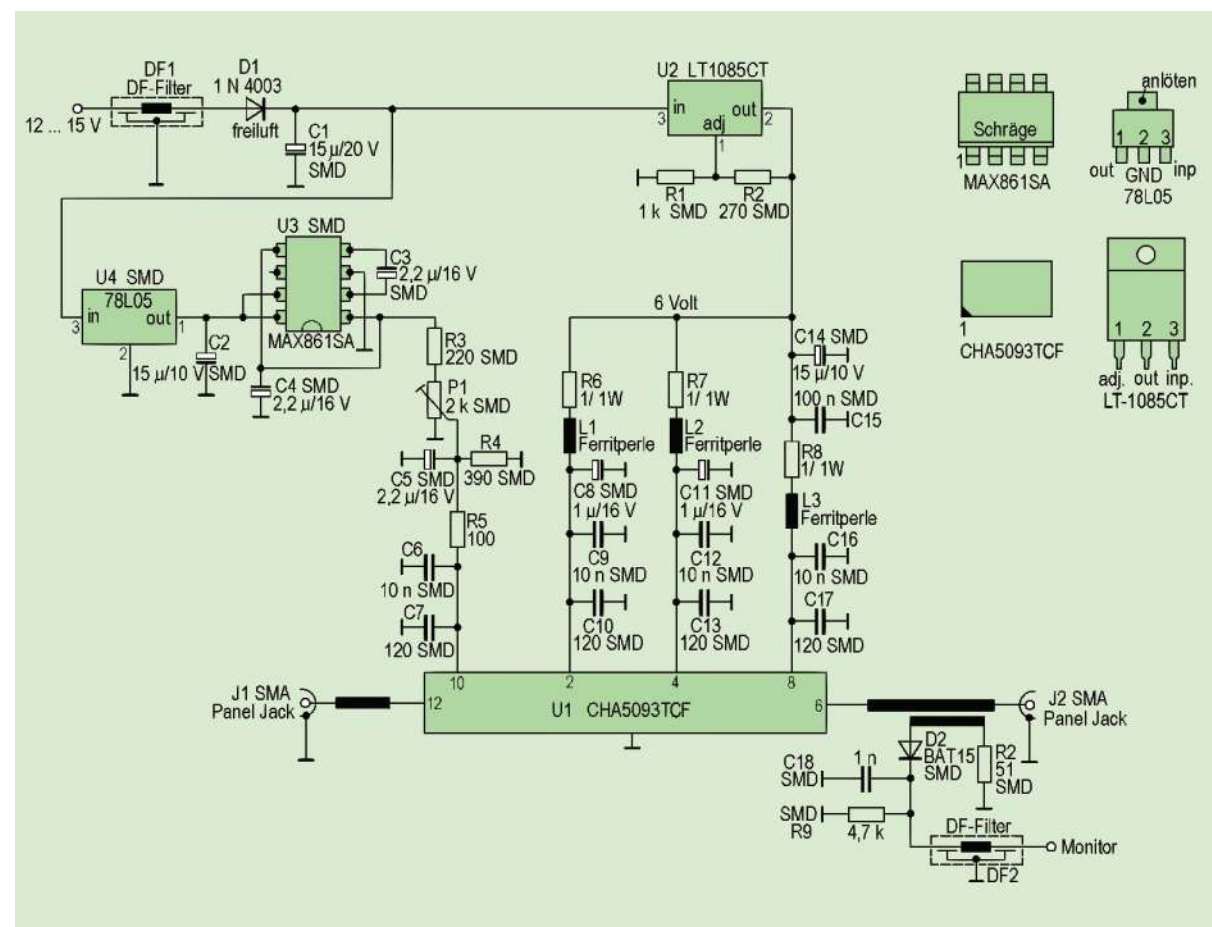 DF1
DF-Filter
D1
1 N 4003
freiluft
12 ... 15 V
C1
15 µ/20 V
SMD
U2 LT1085CT
in
out
adj
3
2
1
R1
1 k SMD
R2
270 SMD
Schräge
1
MAX861SA
anlöten
1 2 3
out GND inp
78L05
U3 SMD
C3
2,2 µ/16 V
SMD
MAX861SA
U4 SMD
78L05
in
out
3
1
2
C2
15 µ/10 V SMD
C4 SMD
2,2 µ/16 V
R3
220 SMD
P1
2 k SMD
R4
390 SMD
C5 SMD
2,2 µ/16 V
R5
100
C6
10 n SMD
C7
120 SMD
6 Volt
R6
1/ 1W
L1
Ferritperle
C8 SMD
1 µ/16 V
C9
10 n SMD
C10
120 SMD
R7
1/ 1W
L2
Ferritperle
C11 SMD
1 µ/16 V
C12
10 n SMD
C13
120 SMD
C14 SMD
15 µ/10 V
100 n SMD
C15
R8
1/ 1W
L3
Ferritperle
C16
10 n SMD
C17
120 SMD
1
CHA5093TCF
1 2 3
adj. out inp.
LT-1085CT
J1 SMA
Panel Jack
12
10
2
4
8
6
U1 CHA5093TCF
J2 SMA
Panel Jack
D2
BAT15
SMD
R2
51
SMD
C18
SMD
1 n
SMD
R9
4,7 k
DF-Filter
DF2
Monitor